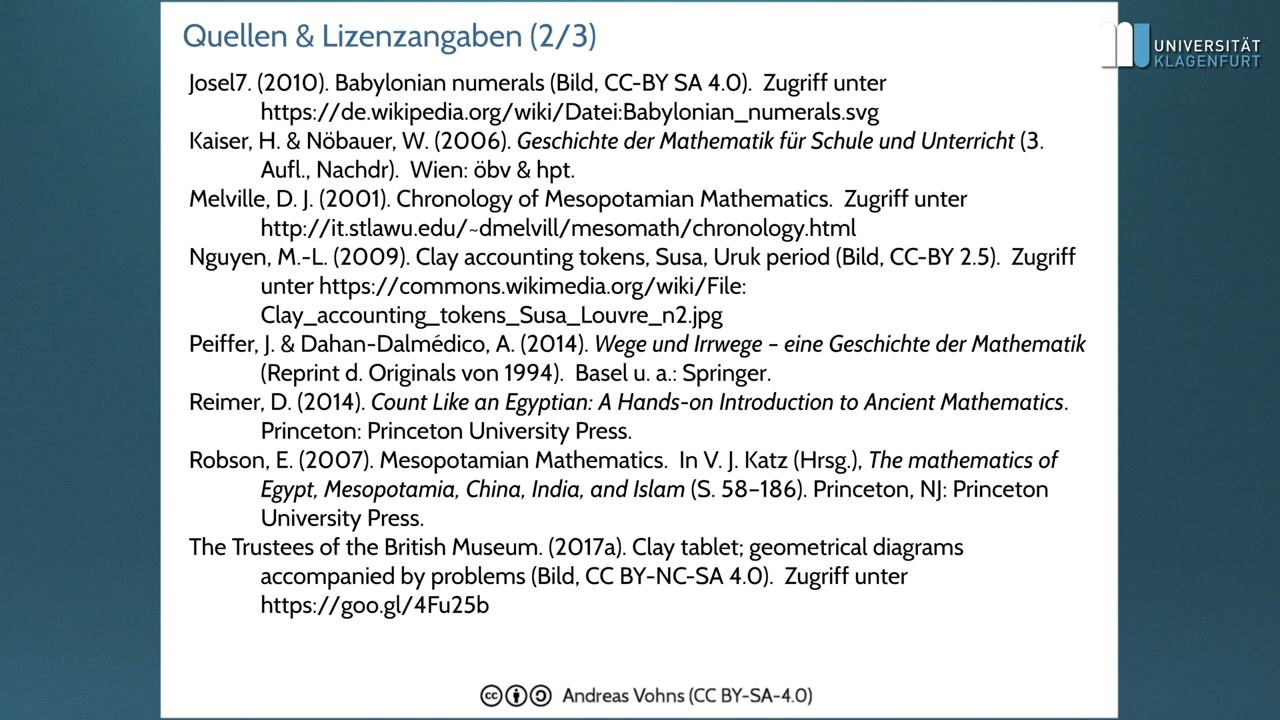 Quellen & Lizenzangaben (2/3)
UNIVERSITÄT
KLAGENFURT
Josel7. (2010). Babylonian numerals (Bild, CC-BY SA 4.0). Zugriff unter
https://de.wikipedia.org/wiki/Datei:Babylonian_numerals.svg
Kaiser, H. & Nöbauer, W. (2006). Geschichte der Mathematik für Schule und Unterricht (3.
Aufl., Nachdr). Wien: öbv & hpt.
Melville, D. J. (2001). Chronology of Mesopotamian Mathematics. Zugriff unter
http://it.stlawu.edu/~dmelvill/mesomath/chronology.html
Nguyen, M.-L. (2009). Clay accounting tokens, Susa, Uruk period (Bild, CC-BY 2.5). Zugriff
unter https://commons.wikimedia.org/wiki/File:
Clay_accounting_tokens_Susa_Louvre_n2.jpg
Peiffer, J. & Dahan-Dalmédico, A. (2014). Wege und Irrwege – eine Geschichte der Mathematik
(Reprint d. Originals von 1994). Basel u. a.: Springer.
Reimer, D. (2014). Count Like an Egyptian: A Hands-on Introduction to Ancient Mathematics.
Princeton: Princeton University Press.
Robson, E. (2007). Mesopotamian Mathematics. In V. J. Katz (Hrsg.), The mathematics of
Egypt, Mesopotamia, China, India, and Islam (S. 58–186). Princeton, NJ: Princeton
University Press.
The Trustees of the British Museum. (2017a). Clay tablet; geometrical diagrams
accompanied by problems (Bild, CC BY-NC-SA 4.0). Zugriff unter
https://goo.gl/4Fu25b
Andreas Vohns (CC BY-SA-4.0)